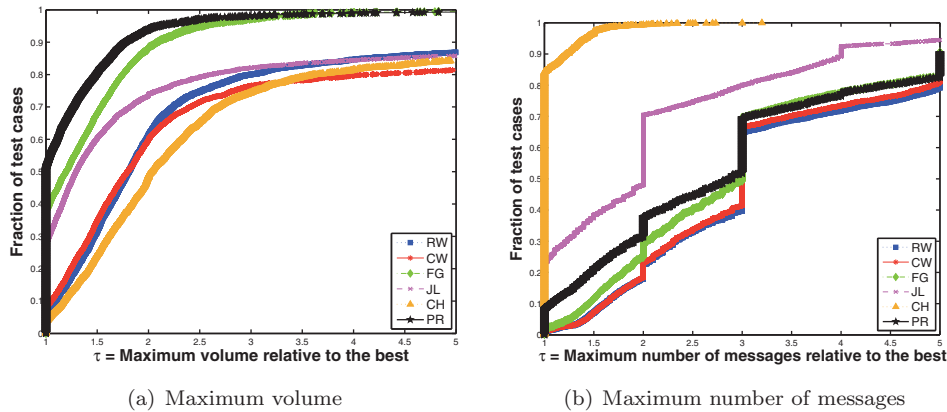 1
0.9
0.8
0.7
0.6
0.5
0.4
0.3
0.2
0.1
0
Fraction of test cases
RW
CW
FG
JL
CH
PR
1 1.5 2 2.5 3 3.5 4 4.5 5
τ = Maximum volume relative to the best
(a) Maximum volume
1
0.9
0.8
0.7
0.6
0.5
0.4
0.3
0.2
0.1
0
Fraction of test cases
RW
CW
FG
JL
CH
PR
1 1.5 2 2.5 3 3.5 4 4.5 5
τ = Maximum number of messages relative to the best
(b) Maximum number of messages